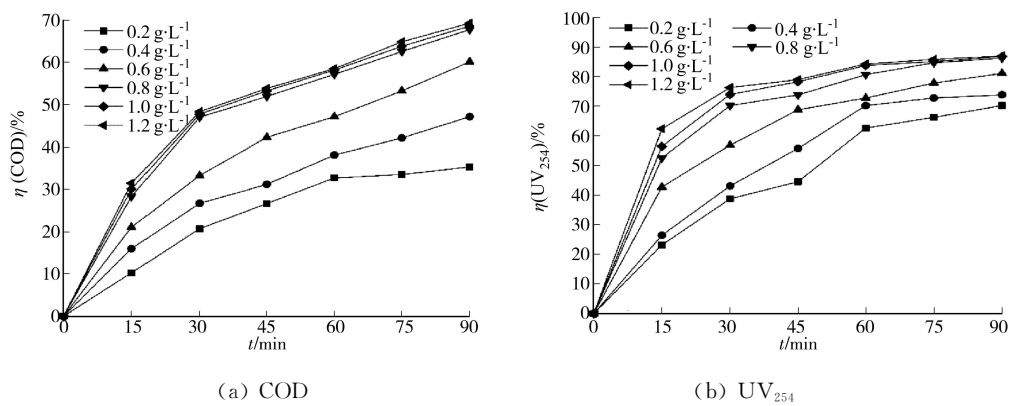 70
60
50
40
30
20
10
0
η (COD)/%
0.2 g·L⁻¹
0.4 g·L⁻¹
0.6 g·L⁻¹
0.8 g·L⁻¹
1.0 g·L⁻¹
1.2 g·L⁻¹
0 15 30 45 60 75 90
t/min
(a) COD
100
90
80
70
60
50
40
30
20
10
0
η(UV₂₅₄)/%
0.2 g·L⁻¹ 0.4 g·L⁻¹
0.6 g·L⁻¹ 0.8 g·L⁻¹
1.0 g·L⁻¹
1.2 g·L⁻¹
0 15 30 45 60 75 90
t/min
(b) UV₂₅₄